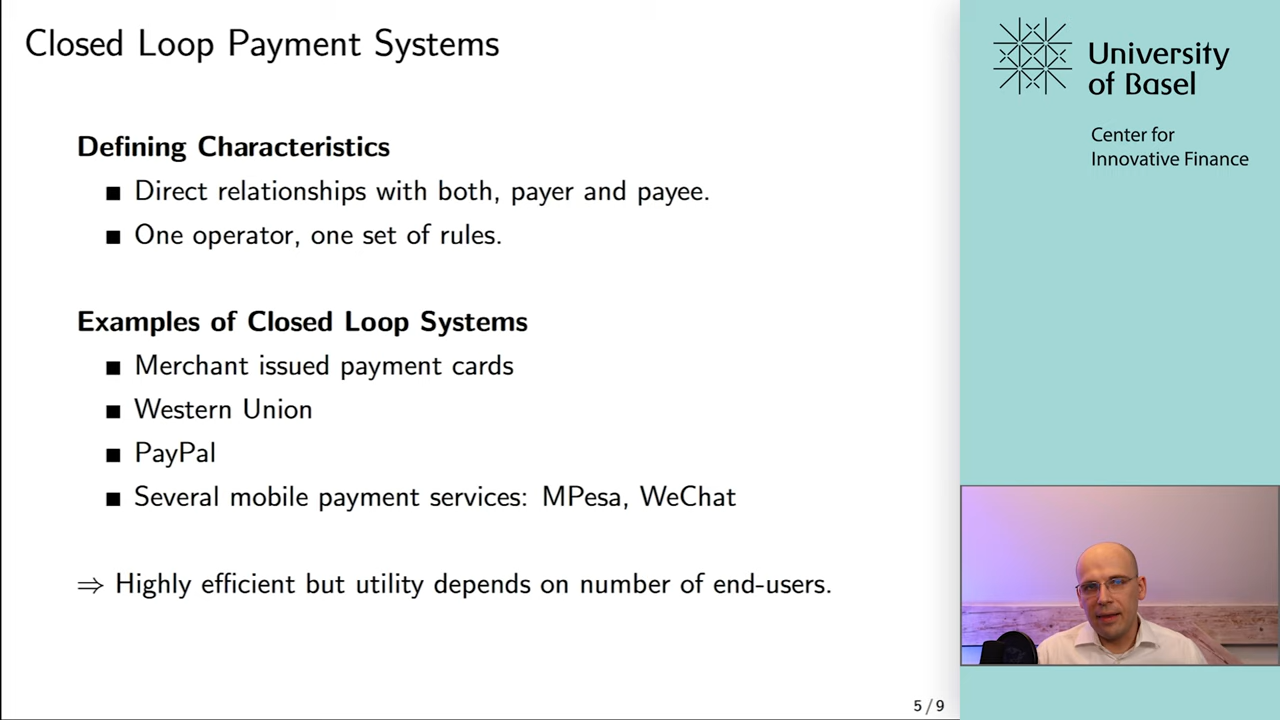 Closed Loop Payment Systems
Defining Characteristics
Direct relationships with both, payer and payee.
One operator, one set of rules.
Examples of Closed Loop Systems
Merchant issued payment cards
Western Union
PayPal
Several mobile payment services: MPesa, WeChat
⇒ Highly efficient but utility depends on number of end-users.
5 / 9
University
of Basel
Center for
Innovative Finance